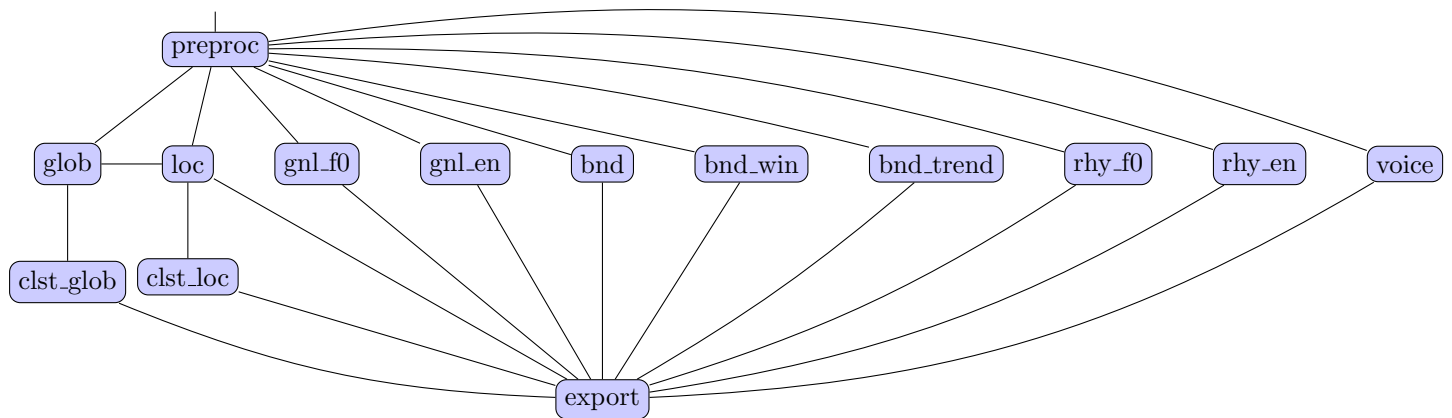 preproc
glob
loc
gnl_f0
gnl_en
bnd
bnd_win
bnd_trend
rhy_f0
rhy_en
voice
clst_glob
clst_loc
export